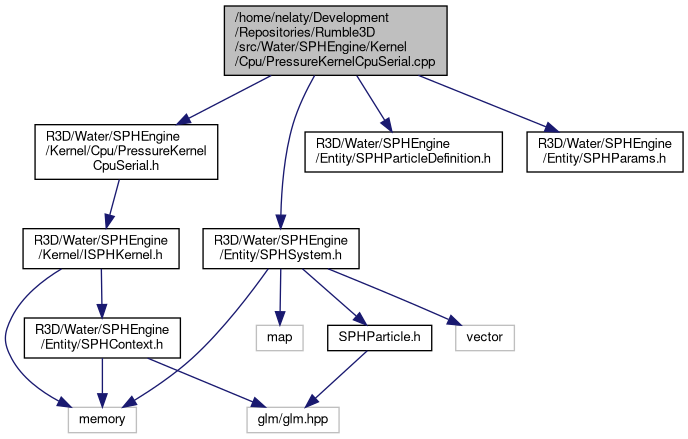 /home/nelaty/Development
/Repositories/Rumble3D
/src/Water/SPHEngine/Kernel
/Cpu/PressureKernelCpuSerial.cpp
R3D/Water/SPHEngine
/Kernel/Cpu/PressureKernel
CpuSerial.h
R3D/Water/SPHEngine
/Entity/SPHParticleDefinition.h
R3D/Water/SPHEngine
/Entity/SPHParams.h
R3D/Water/SPHEngine
/Kernel/ISPHKernel.h
R3D/Water/SPHEngine
/Entity/SPHSystem.h
R3D/Water/SPHEngine
/Entity/SPHContext.h
map
SPHParticle.h
vector
memory
glm/glm.hpp